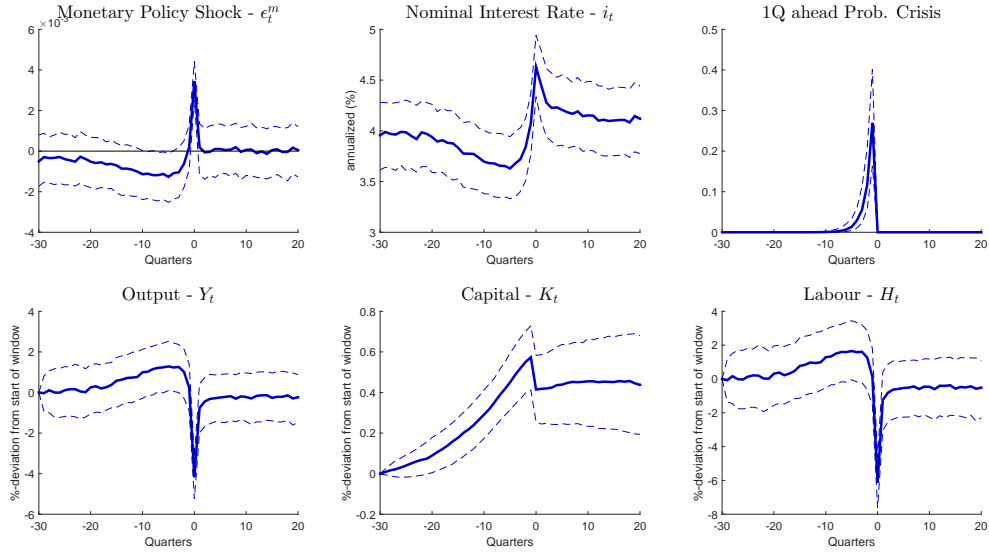 Monetary Policy Shock - ϵₜᵐ
×10⁻³
6
4
2
0
-2
-4
-30 -20 -10 0 10 20
Quarters
Nominal Interest Rate - iₜ
annualized (%)
5
4.5
4
3.5
3
-30 -20 -10 0 10 20
Quarters
1Q ahead Prob. Crisis
0.5
0.4
0.3
0.2
0.1
0
-30 -20 -10 0 10 20
Quarters
Output - Yₜ
%-deviation from start of window
4
2
0
-2
-4
-6
-30 -20 -10 0 10 20
Quarters
Capital - Kₜ
%-deviation from start of window
0.8
0.6
0.4
0.2
0
-0.2
-30 -20 -10 0 10 20
Quarters
Labour - Hₜ
%-deviation from start of window
4
2
0
-2
-4
-6
-8
-30 -20 -10 0 10 20
Quarters